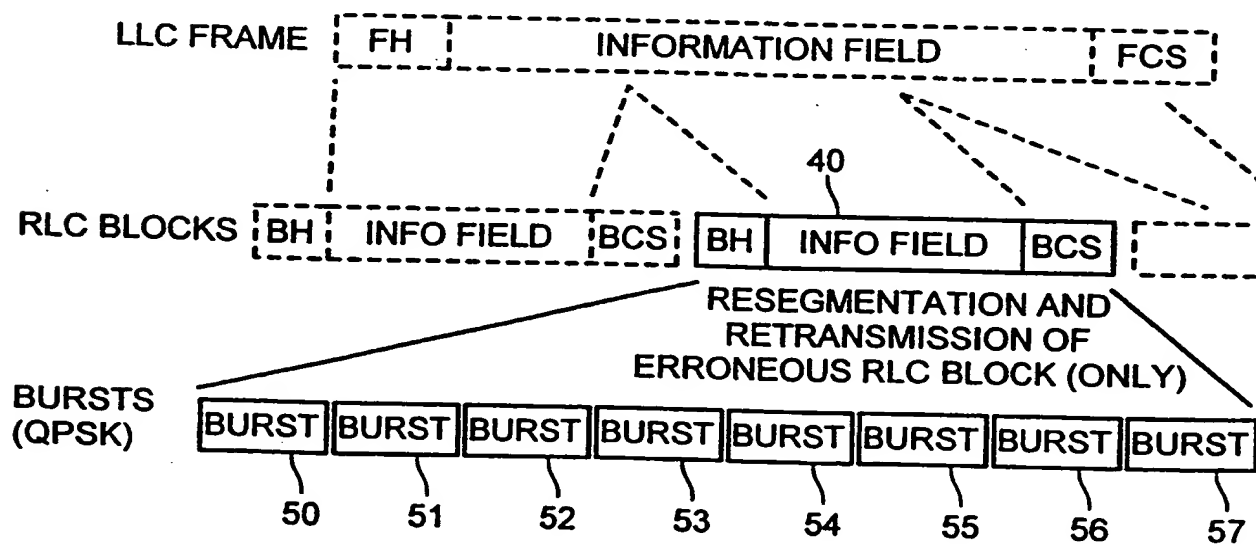 LLC FRAME FH INFORMATION FIELD FCS
40
RLC BLOCKS BH INFO FIELD BCS BH INFO FIELD BCS
RESEGMENTATION AND
RETRANSMISSION OF
ERRONEOUS RLC BLOCK (ONLY)
BURSTS
(QPSK)
BURST BURST BURST BURST BURST BURST BURST BURST
50 51 52 53 54 55 56 57